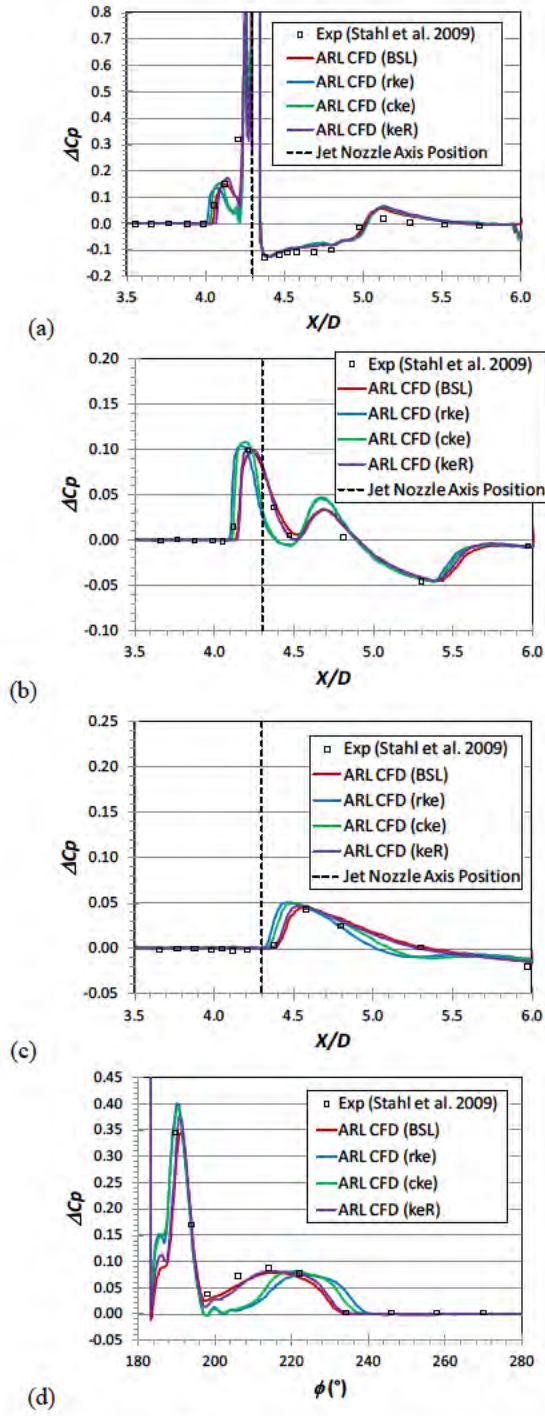 0.8
0.7
0.6
0.5
0.4
0.3
0.2
0.1
0.0
-0.1
-0.2
ΔCp
Exp (Stahl et al. 2009)
ARL CFD (BSL)
ARL CFD (rke)
ARL CFD (cke)
ARL CFD (keR)
Jet Nozzle Axis Position
3.5 4.0 4.5 5.0 5.5 6.0
X/D
(a)
0.20
0.15
0.10
0.05
0.00
-0.05
-0.10
ΔCp
Exp (Stahl et al. 2009)
ARL CFD (BSL)
ARL CFD (rke)
ARL CFD (cke)
ARL CFD (keR)
Jet Nozzle Axis Position
3.5 4.0 4.5 5.0 5.5 6.0
X/D
(b)
0.25
0.20
0.15
0.10
0.05
0.00
-0.05
ΔCp
Exp (Stahl et al. 2009)
ARL CFD (BSL)
ARL CFD (rke)
ARL CFD (cke)
ARL CFD (keR)
Jet Nozzle Axis Position
3.5 4.0 4.5 5.0 5.5 6.0
X/D
(c)
0.45
0.40
0.35
0.30
0.25
0.20
0.15
0.10
0.05
0.00
-0.05
ΔCp
Exp (Stahl et al. 2009)
ARL CFD (BSL)
ARL CFD (rke)
ARL CFD (cke)
ARL CFD (keR)
180 200 220 240 260 280
ϕ (°)
(d)